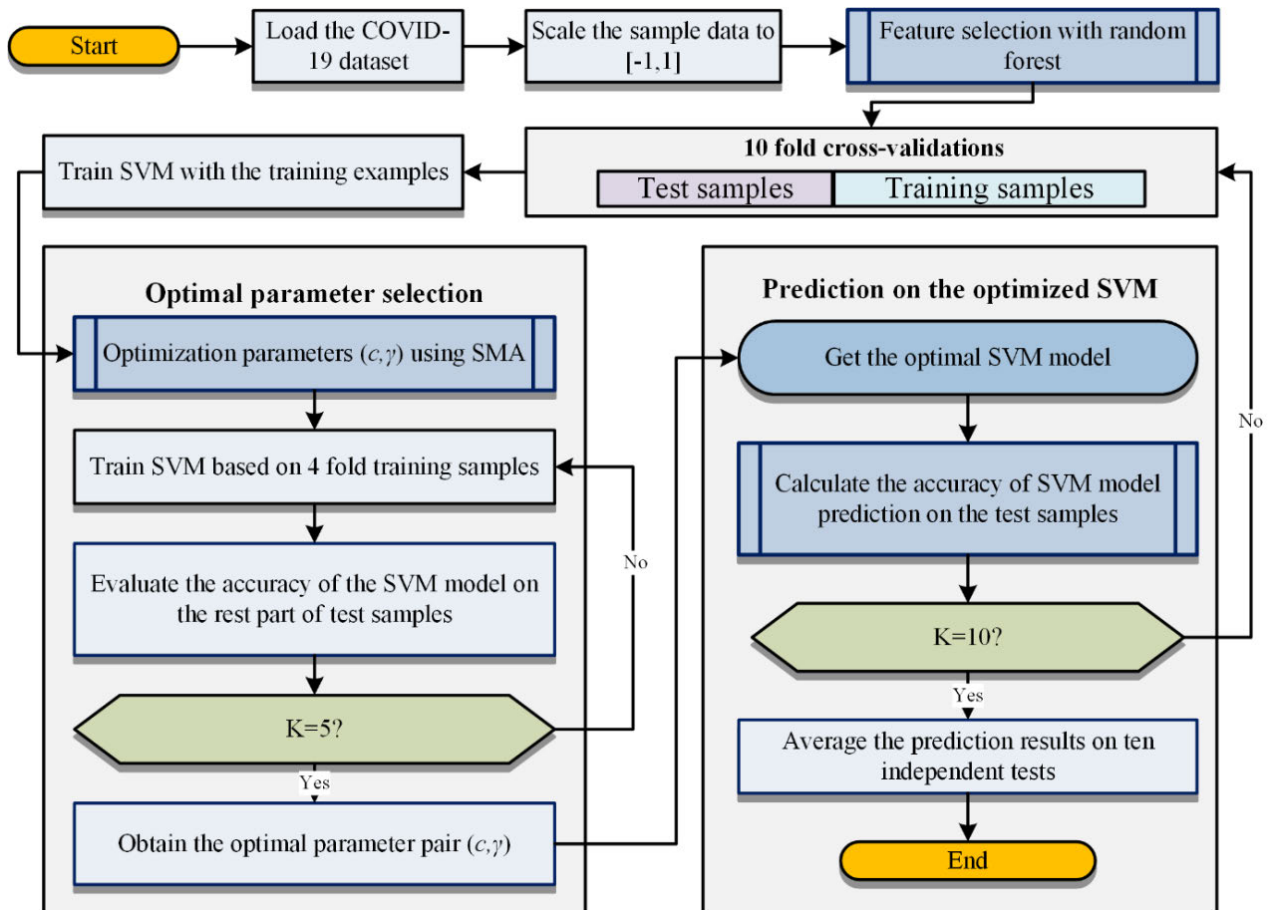 Start
Load the COVID-
19 dataset
Scale the sample data to
[-1,1]
Feature selection with random
forest
10 fold cross-validations
Test samples
Training samples
Train SVM with the training examples
Optimal parameter selection
Optimization parameters (c,γ) using SMA
Train SVM based on 4 fold training samples
Evaluate the accuracy of the SVM model on
the rest part of test samples
No
K=5?
Yes
Obtain the optimal parameter pair (c,γ)
Prediction on the optimized SVM
Get the optimal SVM model
Calculate the accuracy of SVM model
prediction on the test samples
No
K=10?
Yes
Average the prediction results on ten
independent tests
End